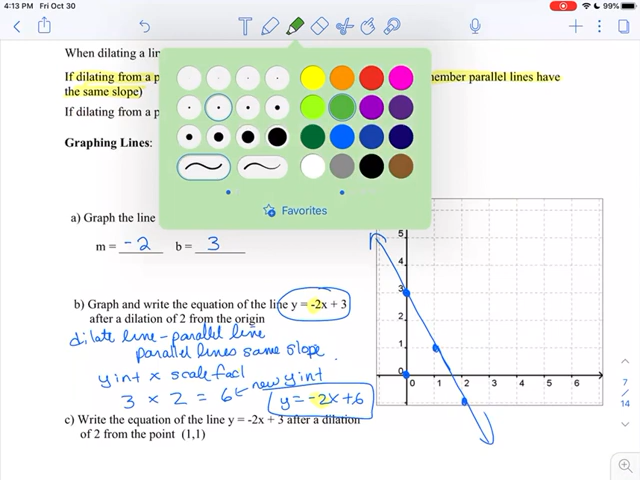 4:13 PM Fri Oct 30
99%
When dilating a lin
If dilating from a p
member parallel lines have
the same slope)
If dilating from a p
Graphing Lines:
Favorites
a) Graph the line
m = -2 b = 3
b) Graph and write the equation of the line y = -2x + 3
after a dilation of 2 from the origin
dilate line - parallel line
parallel lines same slope.
y int x scale fact
3 x 2 = 6 ← new y int
y = -2x + 6
c) Write the equation of the line y = -2x + 3 after a dilation
of 2 from the point (1,1)
5
4
3
2
1
0
0 1 2 3 4 5 6
7
14